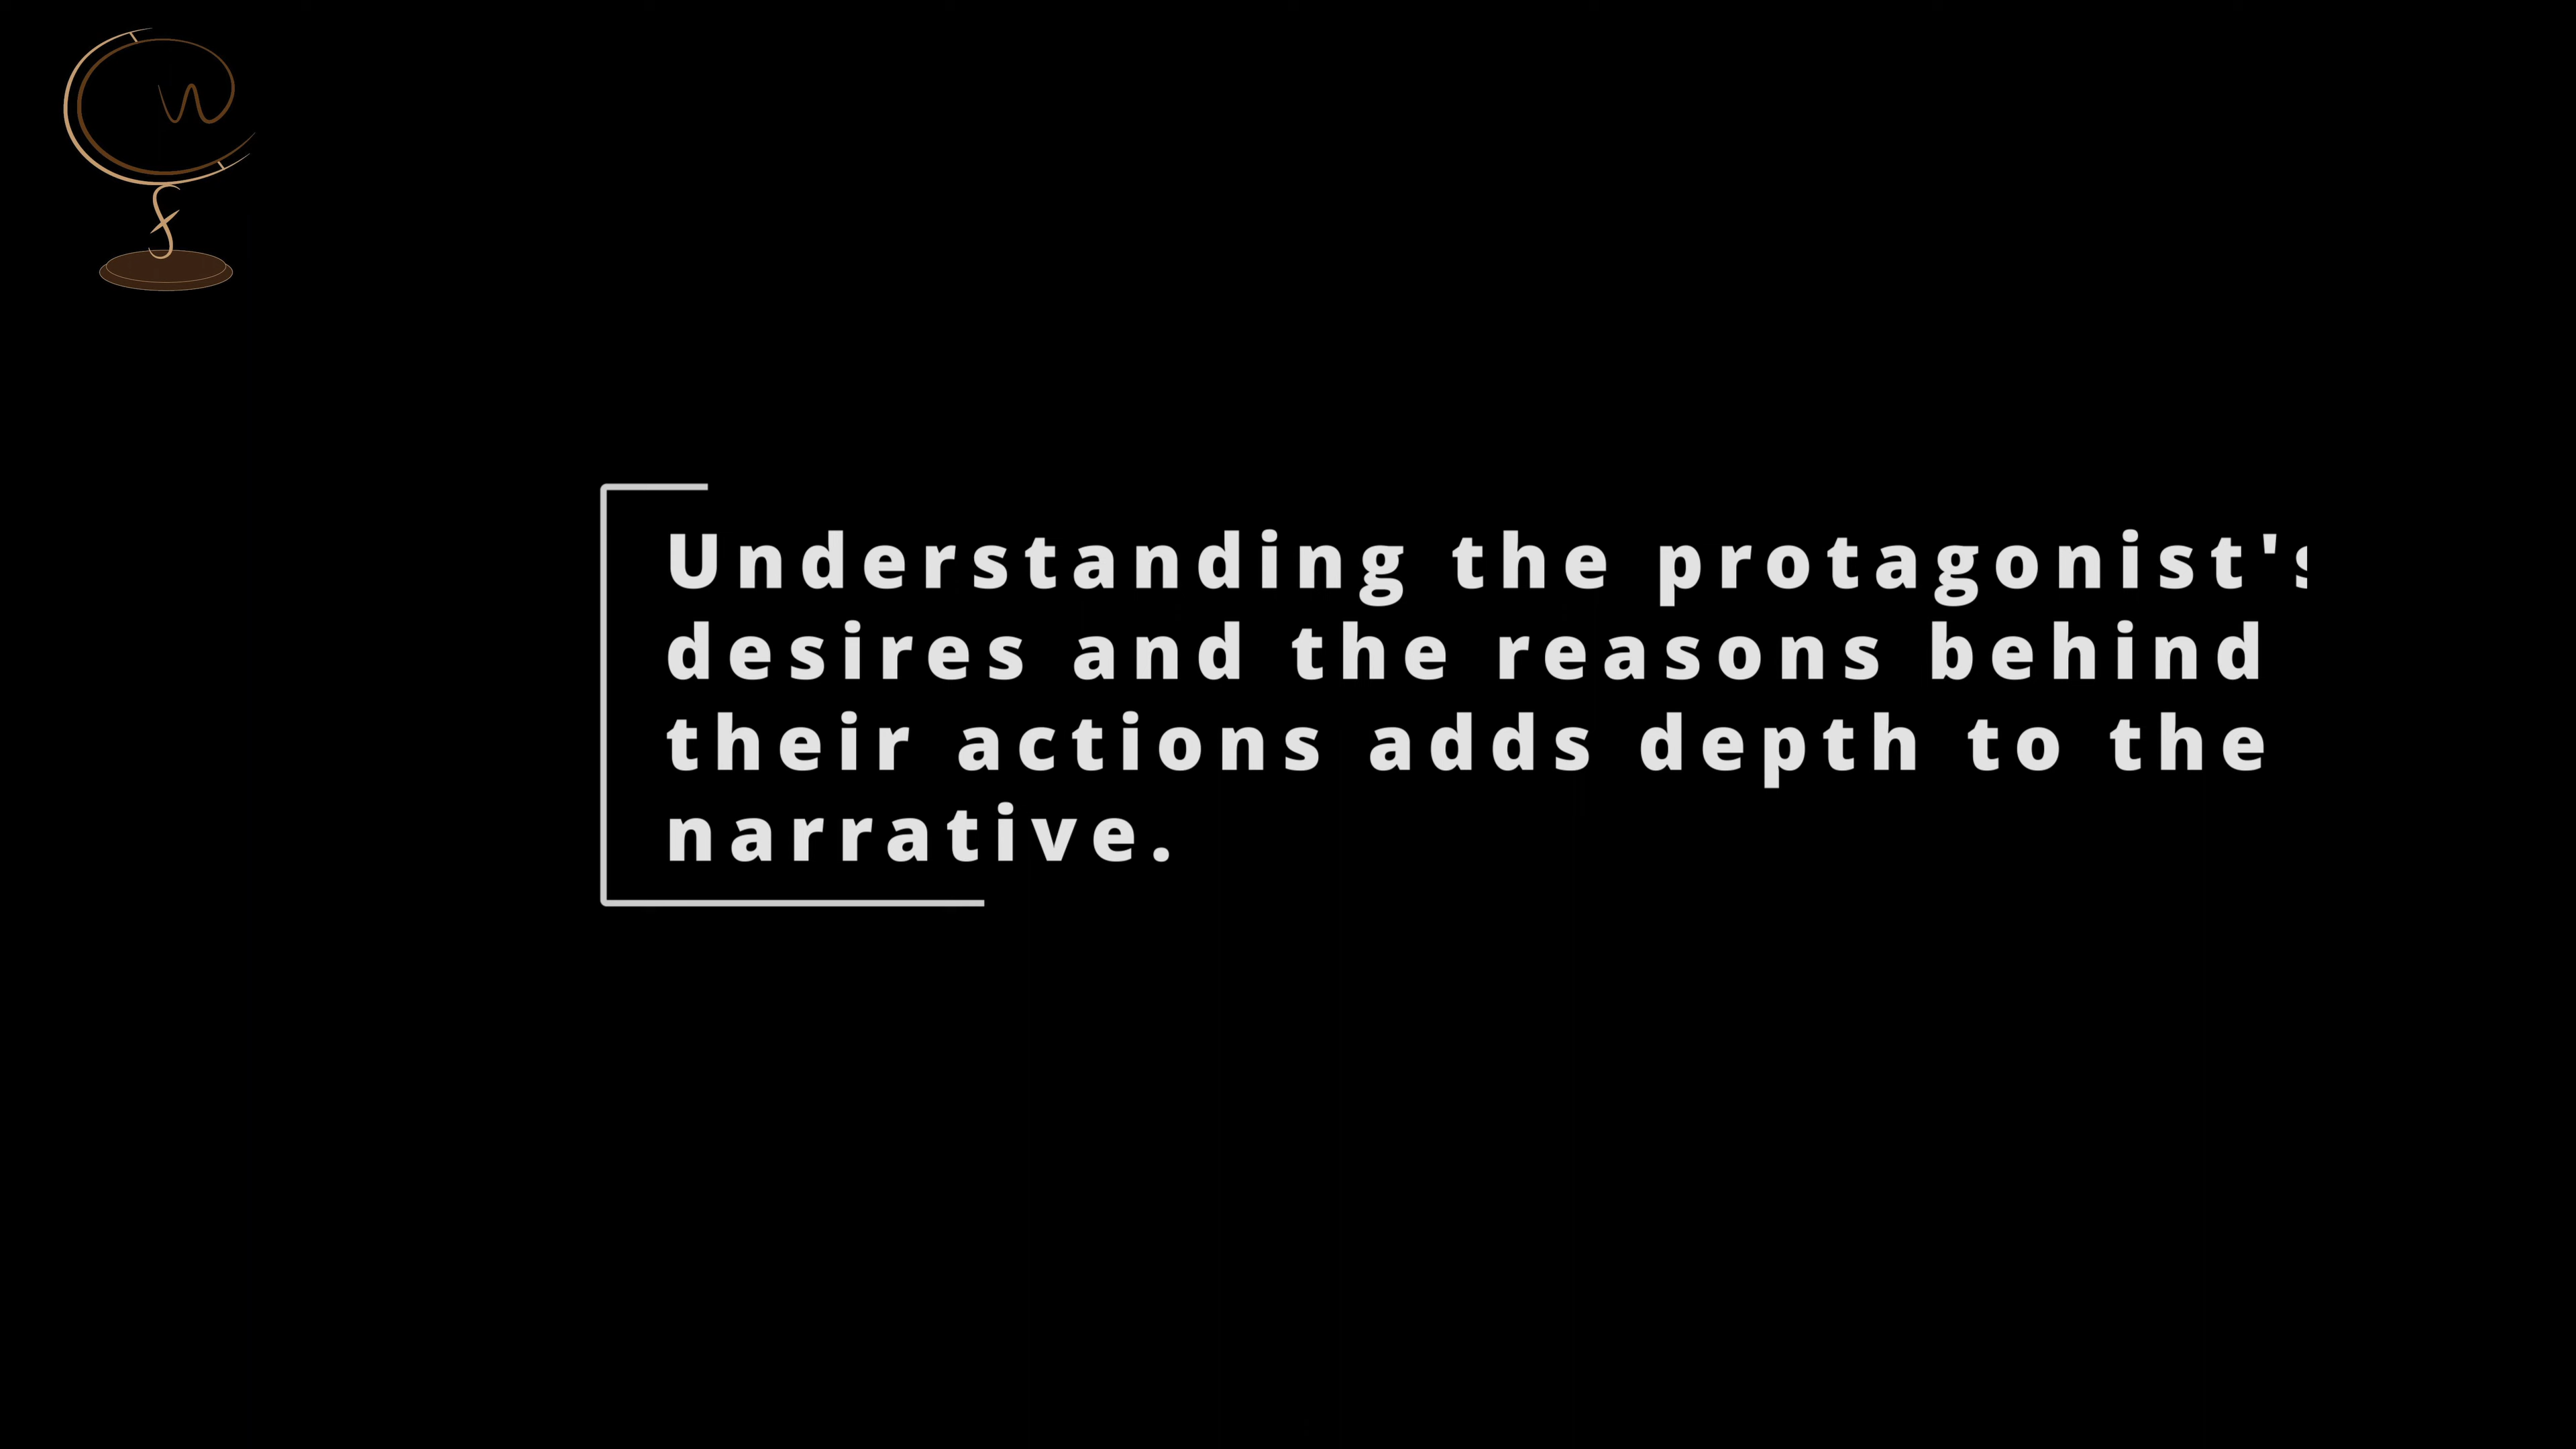 Understanding the protagonist's
desires and the reasons behind
their actions adds depth to the
narrative.